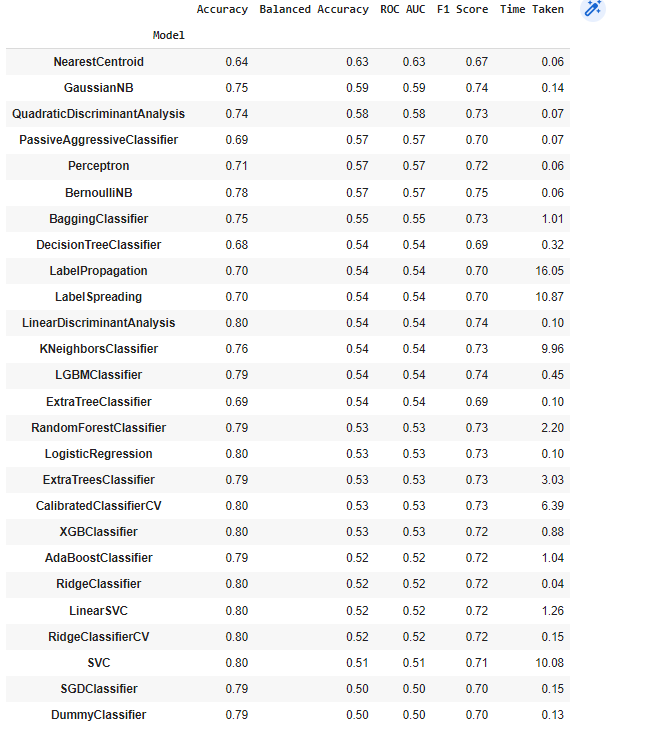 Accuracy Balanced Accuracy ROC AUC F1 Score Time Taken
Model
NearestCentroid 0.64 0.63 0.63 0.67 0.06
GaussianNB 0.75 0.59 0.59 0.74 0.14
QuadraticDiscriminantAnalysis 0.74 0.58 0.58 0.73 0.07
PassiveAggressiveClassifier 0.69 0.57 0.57 0.70 0.07
Perceptron 0.71 0.57 0.57 0.72 0.06
BernoulliNB 0.78 0.57 0.57 0.75 0.06
BaggingClassifier 0.75 0.55 0.55 0.73 1.01
DecisionTreeClassifier 0.68 0.54 0.54 0.69 0.32
LabelPropagation 0.70 0.54 0.54 0.70 16.05
LabelSpreading 0.70 0.54 0.54 0.70 10.87
LinearDiscriminantAnalysis 0.80 0.54 0.54 0.74 0.10
KNeighborsClassifier 0.76 0.54 0.54 0.73 9.96
LGBMClassifier 0.79 0.54 0.54 0.74 0.45
ExtraTreeClassifier 0.69 0.54 0.54 0.69 0.10
RandomForestClassifier 0.79 0.53 0.53 0.73 2.20
LogisticRegression 0.80 0.53 0.53 0.73 0.10
ExtraTreesClassifier 0.79 0.53 0.53 0.73 3.03
CalibratedClassifierCV 0.80 0.53 0.53 0.73 6.39
XGBClassifier 0.80 0.53 0.53 0.72 0.88
AdaBoostClassifier 0.79 0.52 0.52 0.72 1.04
RidgeClassifier 0.80 0.52 0.52 0.72 0.04
LinearSVC 0.80 0.52 0.52 0.72 1.26
RidgeClassifierCV 0.80 0.52 0.52 0.72 0.15
SVC 0.80 0.51 0.51 0.71 10.08
SGDClassifier 0.79 0.50 0.50 0.70 0.15
DummyClassifier 0.79 0.50 0.50 0.70 0.13